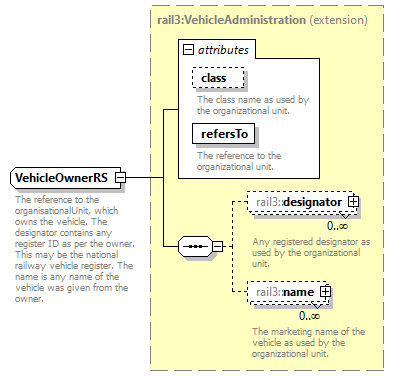 rail3:VehicleAdministration (extension)
attributes
class
The class name as used by
the organizational unit.
refersTo
The reference to the
organizational unit.
VehicleOwnerRS
The reference to the
organisationalUnit, which
owns the vehicle. The
designator contains any
register ID as per the owner.
This may be the national
railway vehicle register. The
name is any name of the
vehicle was given from the
owner.
rail3::designator
0..∞
Any registered designator as
used by the organizational
unit.
rail3::name
0..∞
The marketing name of the
vehicle as used by the
organizational unit.